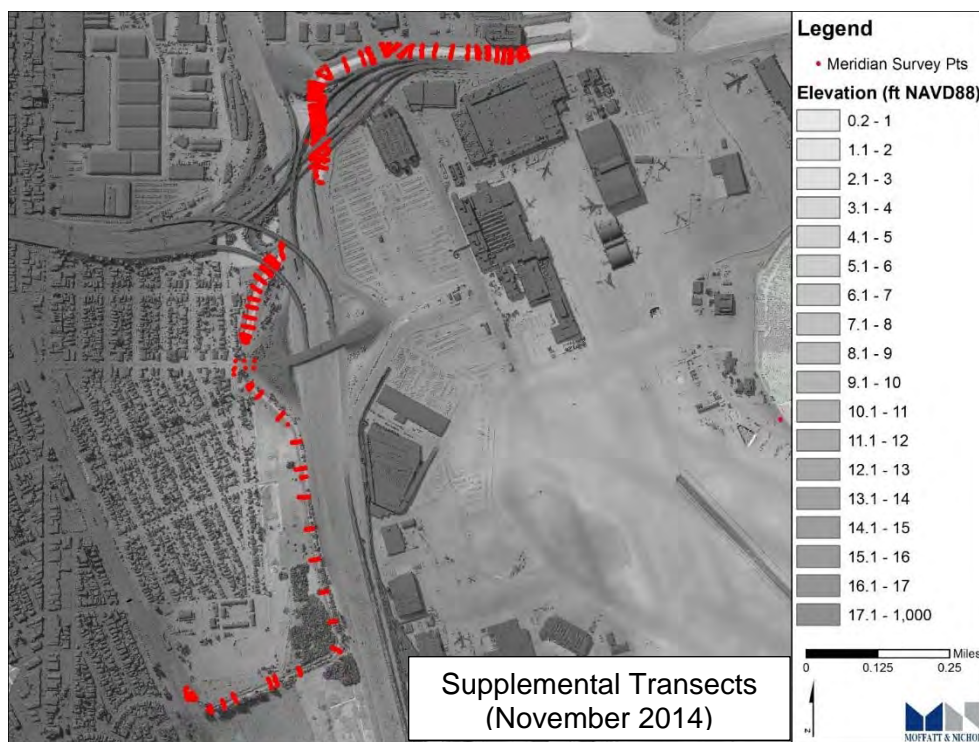 Legend
Meridian Survey Pts
Elevation (ft NAVD88)
0.2 - 1
1.1 - 2
2.1 - 3
3.1 - 4
4.1 - 5
5.1 - 6
6.1 - 7
7.1 - 8
8.1 - 9
9.1 - 10
10.1 - 11
11.1 - 12
12.1 - 13
13.1 - 14
14.1 - 15
15.1 - 16
16.1 - 17
17.1 - 1,000
Miles
0 0.125 0.25
z
MOFFATT & NICHO
Supplemental Transects
(November 2014)